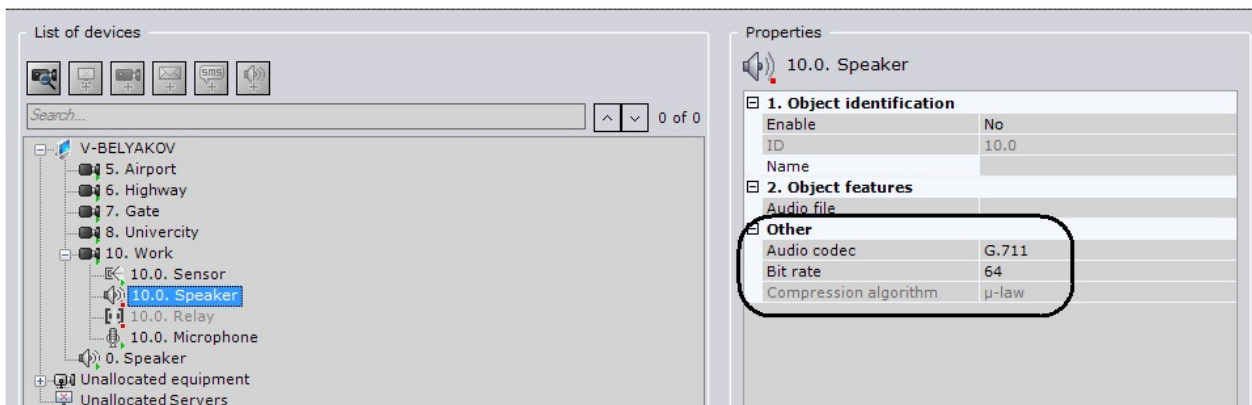 List of devices
SMS
Search...
0 of 0
V-BELYAKOV
5. Airport
6. Highway
7. Gate
8. Univercity
10. Work
10.0. Sensor
10.0. Speaker
10.0. Relay
10.0. Microphone
0. Speaker
Unallocated equipment
Unallocated Servers
Properties
10.0. Speaker
1. Object identification
Enable No
ID 10.0
Name
2. Object features
Audio file
Other
Audio codec G.711
Bit rate 64
Compression algorithm μ-law